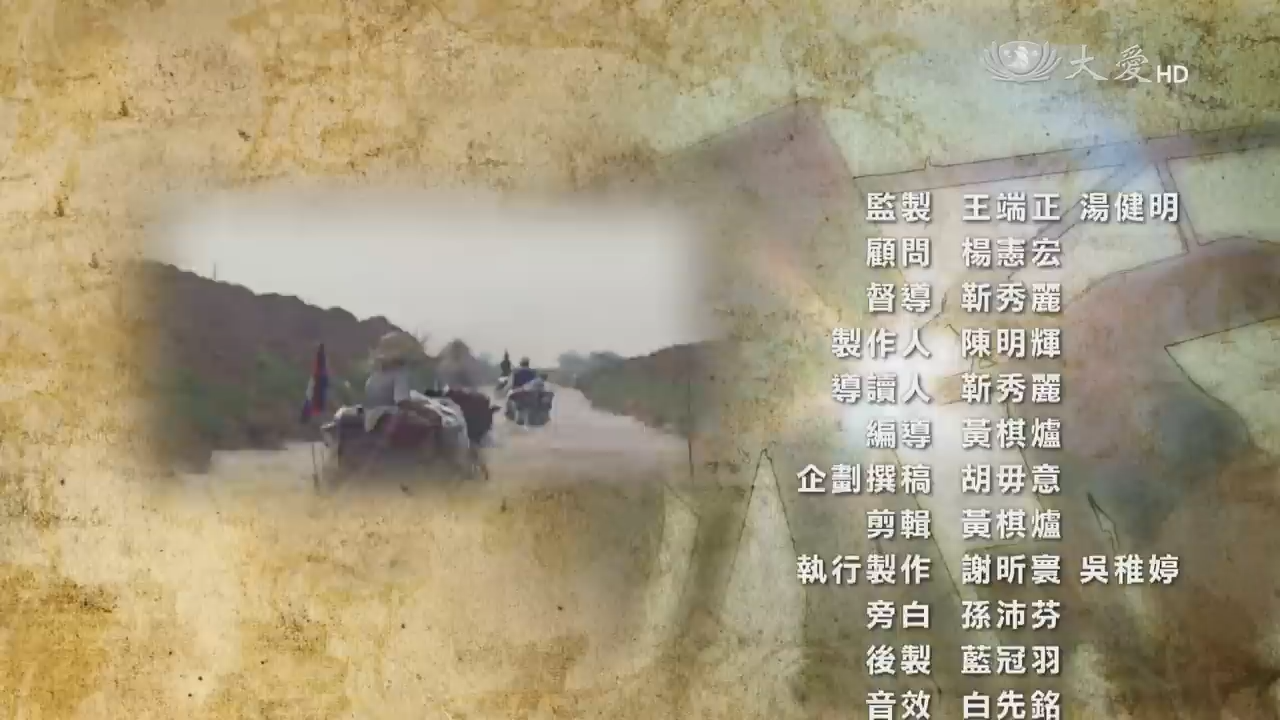 大愛HD
監製 王端正 湯健明
顧問 楊憲宏
督導 靳秀麗
製作人 陳明輝
導讀人 靳秀麗
編導 黃棋爐
企劃撰稿 胡毋意
剪輯 黃棋爐
執行製作 謝昕寰 吳稚婷
旁白 孫沛芬
後製 藍冠羽
音效 白先銘